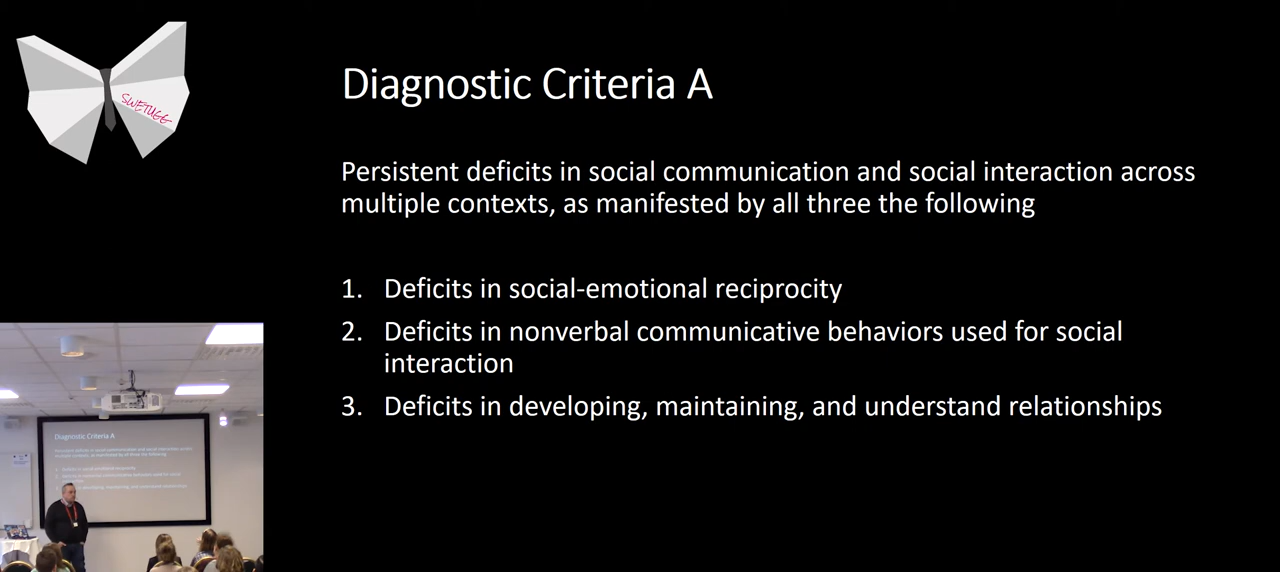 SWETUGG
Diagnostic Criteria A
Persistent deficits in social communication and social interaction across
multiple contexts, as manifested by all three the following
1. Deficits in social-emotional reciprocity
2. Deficits in nonverbal communicative behaviors used for social
interaction
3. Deficits in developing, maintaining, and understand relationships
Diagnostic Criteria A